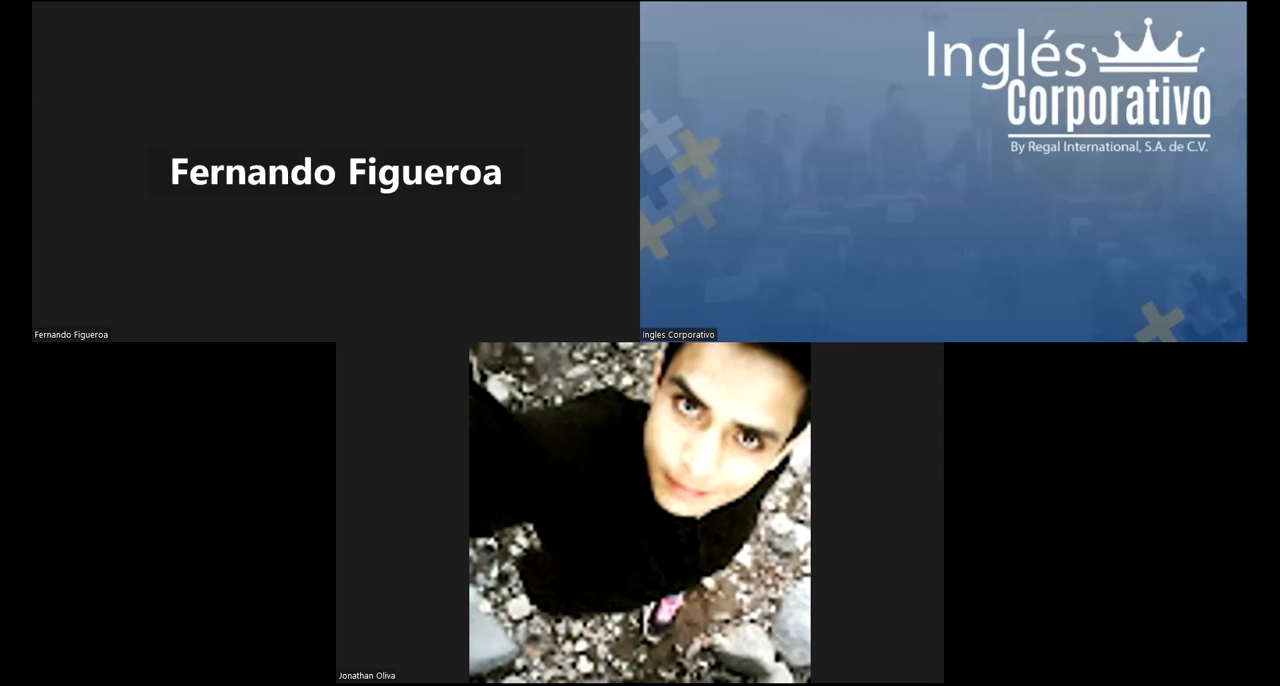 Fernando Figueroa
Fernando Figueroa
Inglés
Corporativo
By Regal International, S.A. de C.V.
Ingles Corporativo
Jonathan Oliva